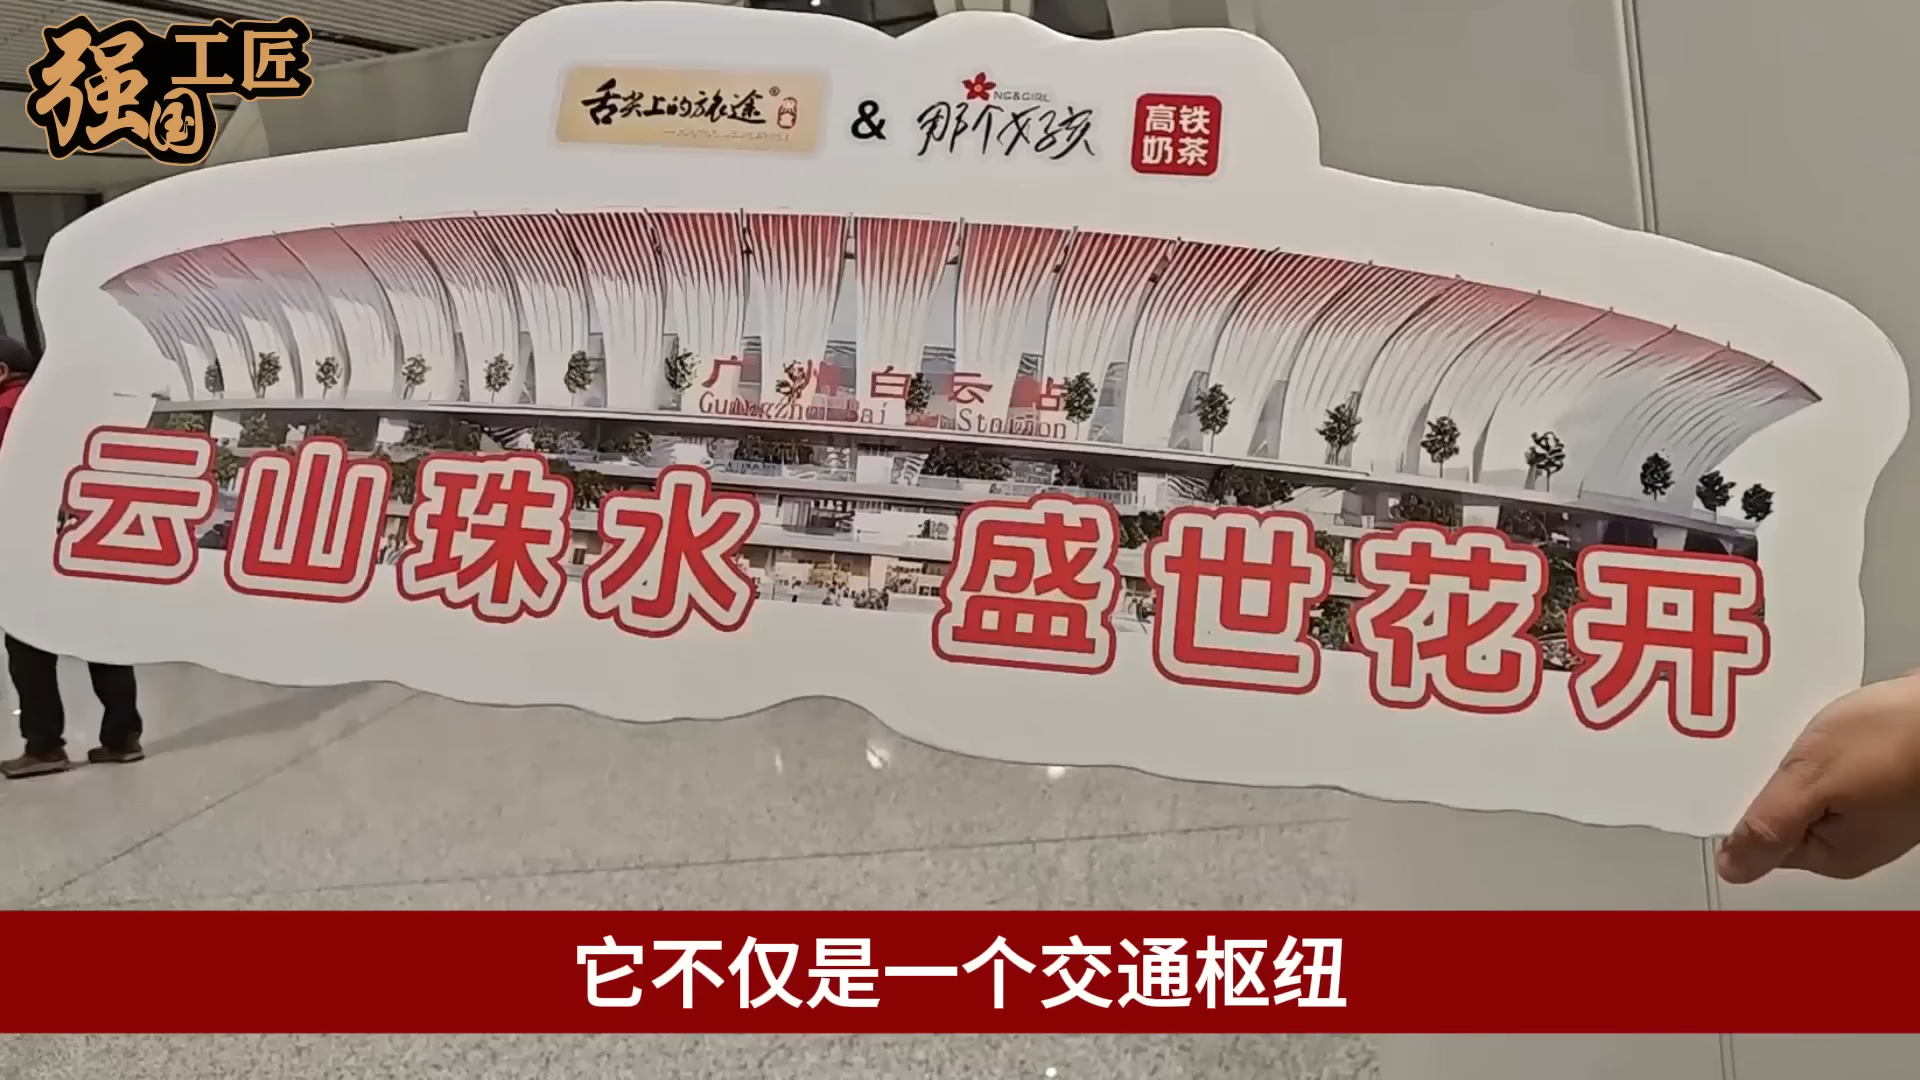 强国工匠
舌尖上的旅途®
&
NG&GIRL
那个女孩
高铁
奶茶
广州白云站
云山珠水 盛世花开
它不仅是一个交通枢纽